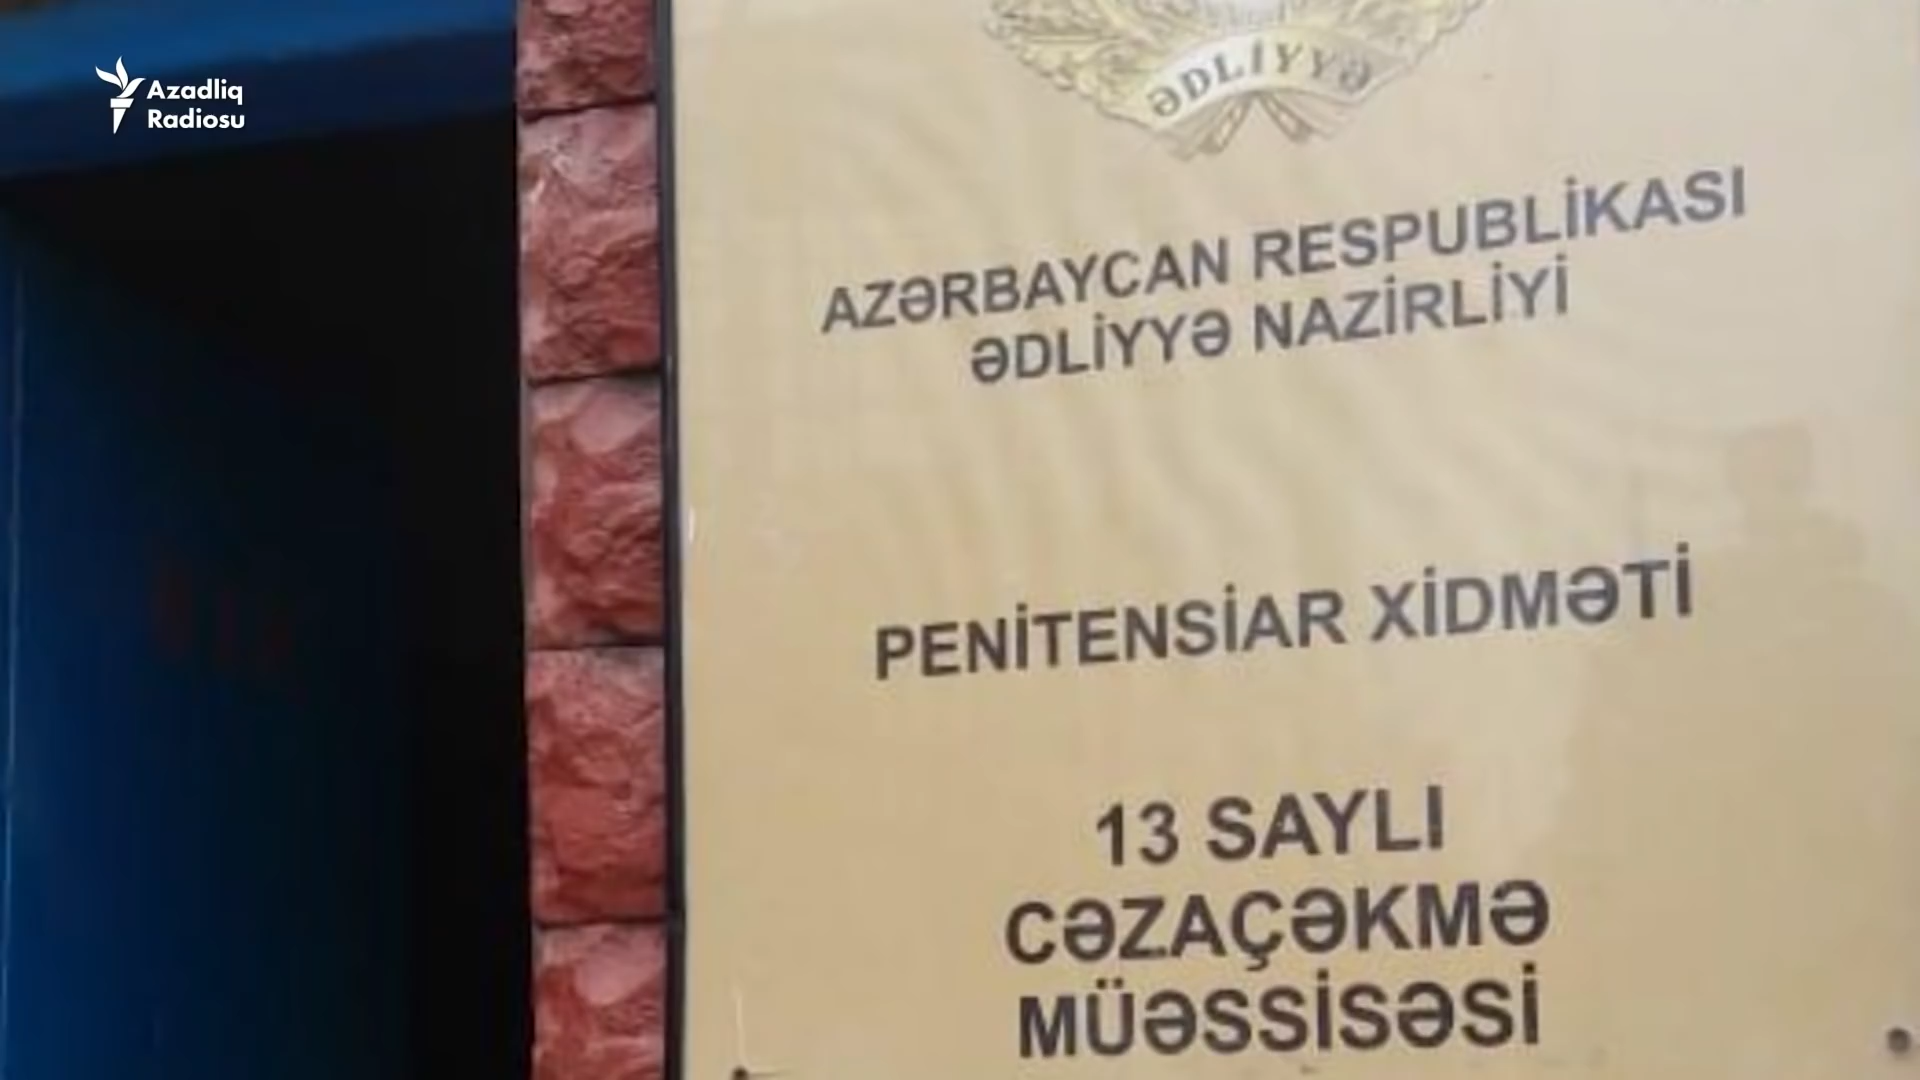 Azadliq
Radiosu
ƏDLİYYƏ
AZƏRBAYCAN RESPUBLİKASI
ƏDLİYYƏ NAZİRLİYİ
PENİTENSİAR XİDMƏTİ
13 SAYLI
CƏZAÇƏKMƏ
MÜƏSSİSƏSİ